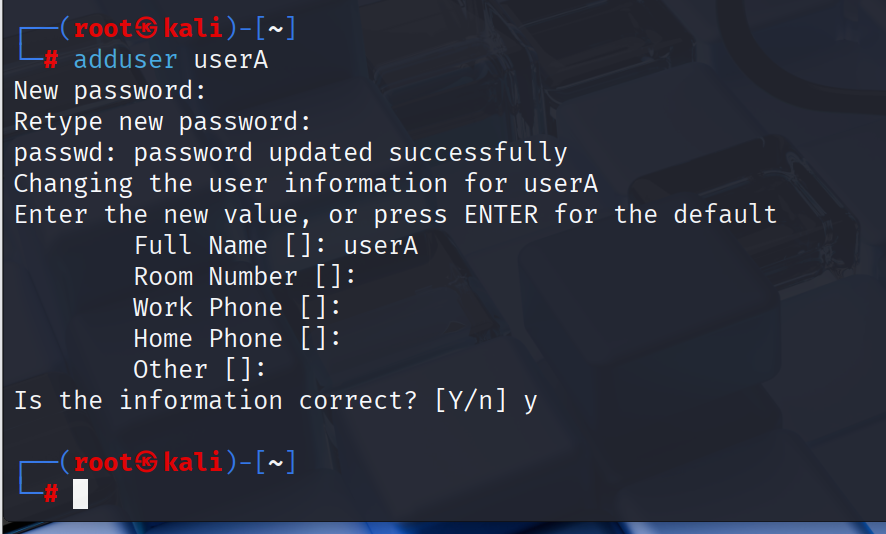 ┌──(root㉿kali)-[~]
└─# adduser userA
New password:
Retype new password:
passwd: password updated successfully
Changing the user information for userA
Enter the new value, or press ENTER for the default
        Full Name []: userA
        Room Number []:
        Work Phone []:
        Home Phone []:
        Other []:
Is the information correct? [Y/n] y
┌──(root㉿kali)-[~]
└─#